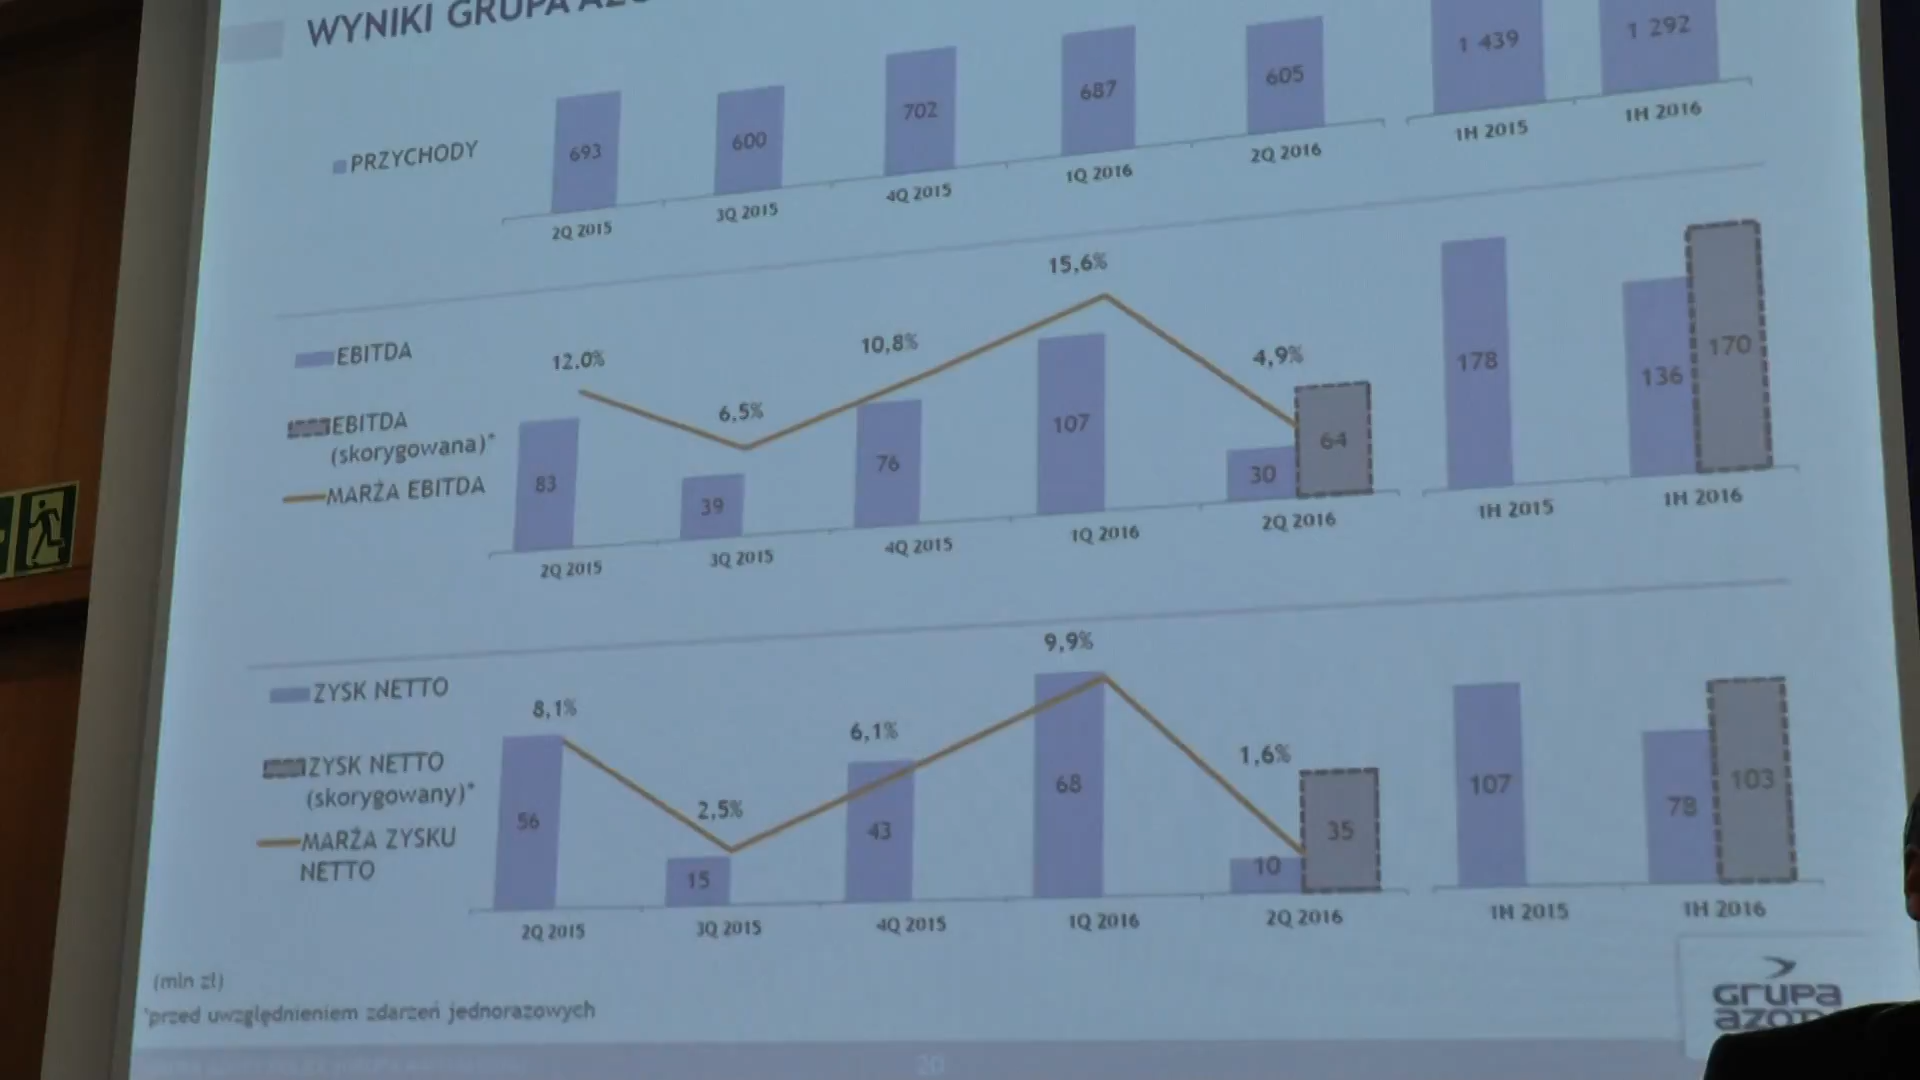 WYNIKI GRUPA
1 439
1 292
693
600
702
687
605
PRZYCHODY
2Q 2015
3Q 2015
4Q 2015
1Q 2016
2Q 2016
1H 2015
1H 2016
EBITDA
EBITDA
(skorygowana)*
MARŻA EBITDA
12.0%
6,5%
10,8%
15,6%
4,9%
83
39
76
107
30
64
178
136
170
2Q 2015
3Q 2015
4Q 2015
1Q 2016
2Q 2016
1H 2015
1H 2016
ZYSK NETTO
ZYSK NETTO
(skorygowany)*
MARŻA ZYSKU
NETTO
8,1%
2,5%
6,1%
9,9%
1,6%
56
15
43
68
10
35
107
78
103
2Q 2015
3Q 2015
4Q 2015
1Q 2016
2Q 2016
1H 2015
1H 2016
(mln zł)
*przed uwzględnieniem zdarzeń jednorazowych
GRUPA
AZOT
20